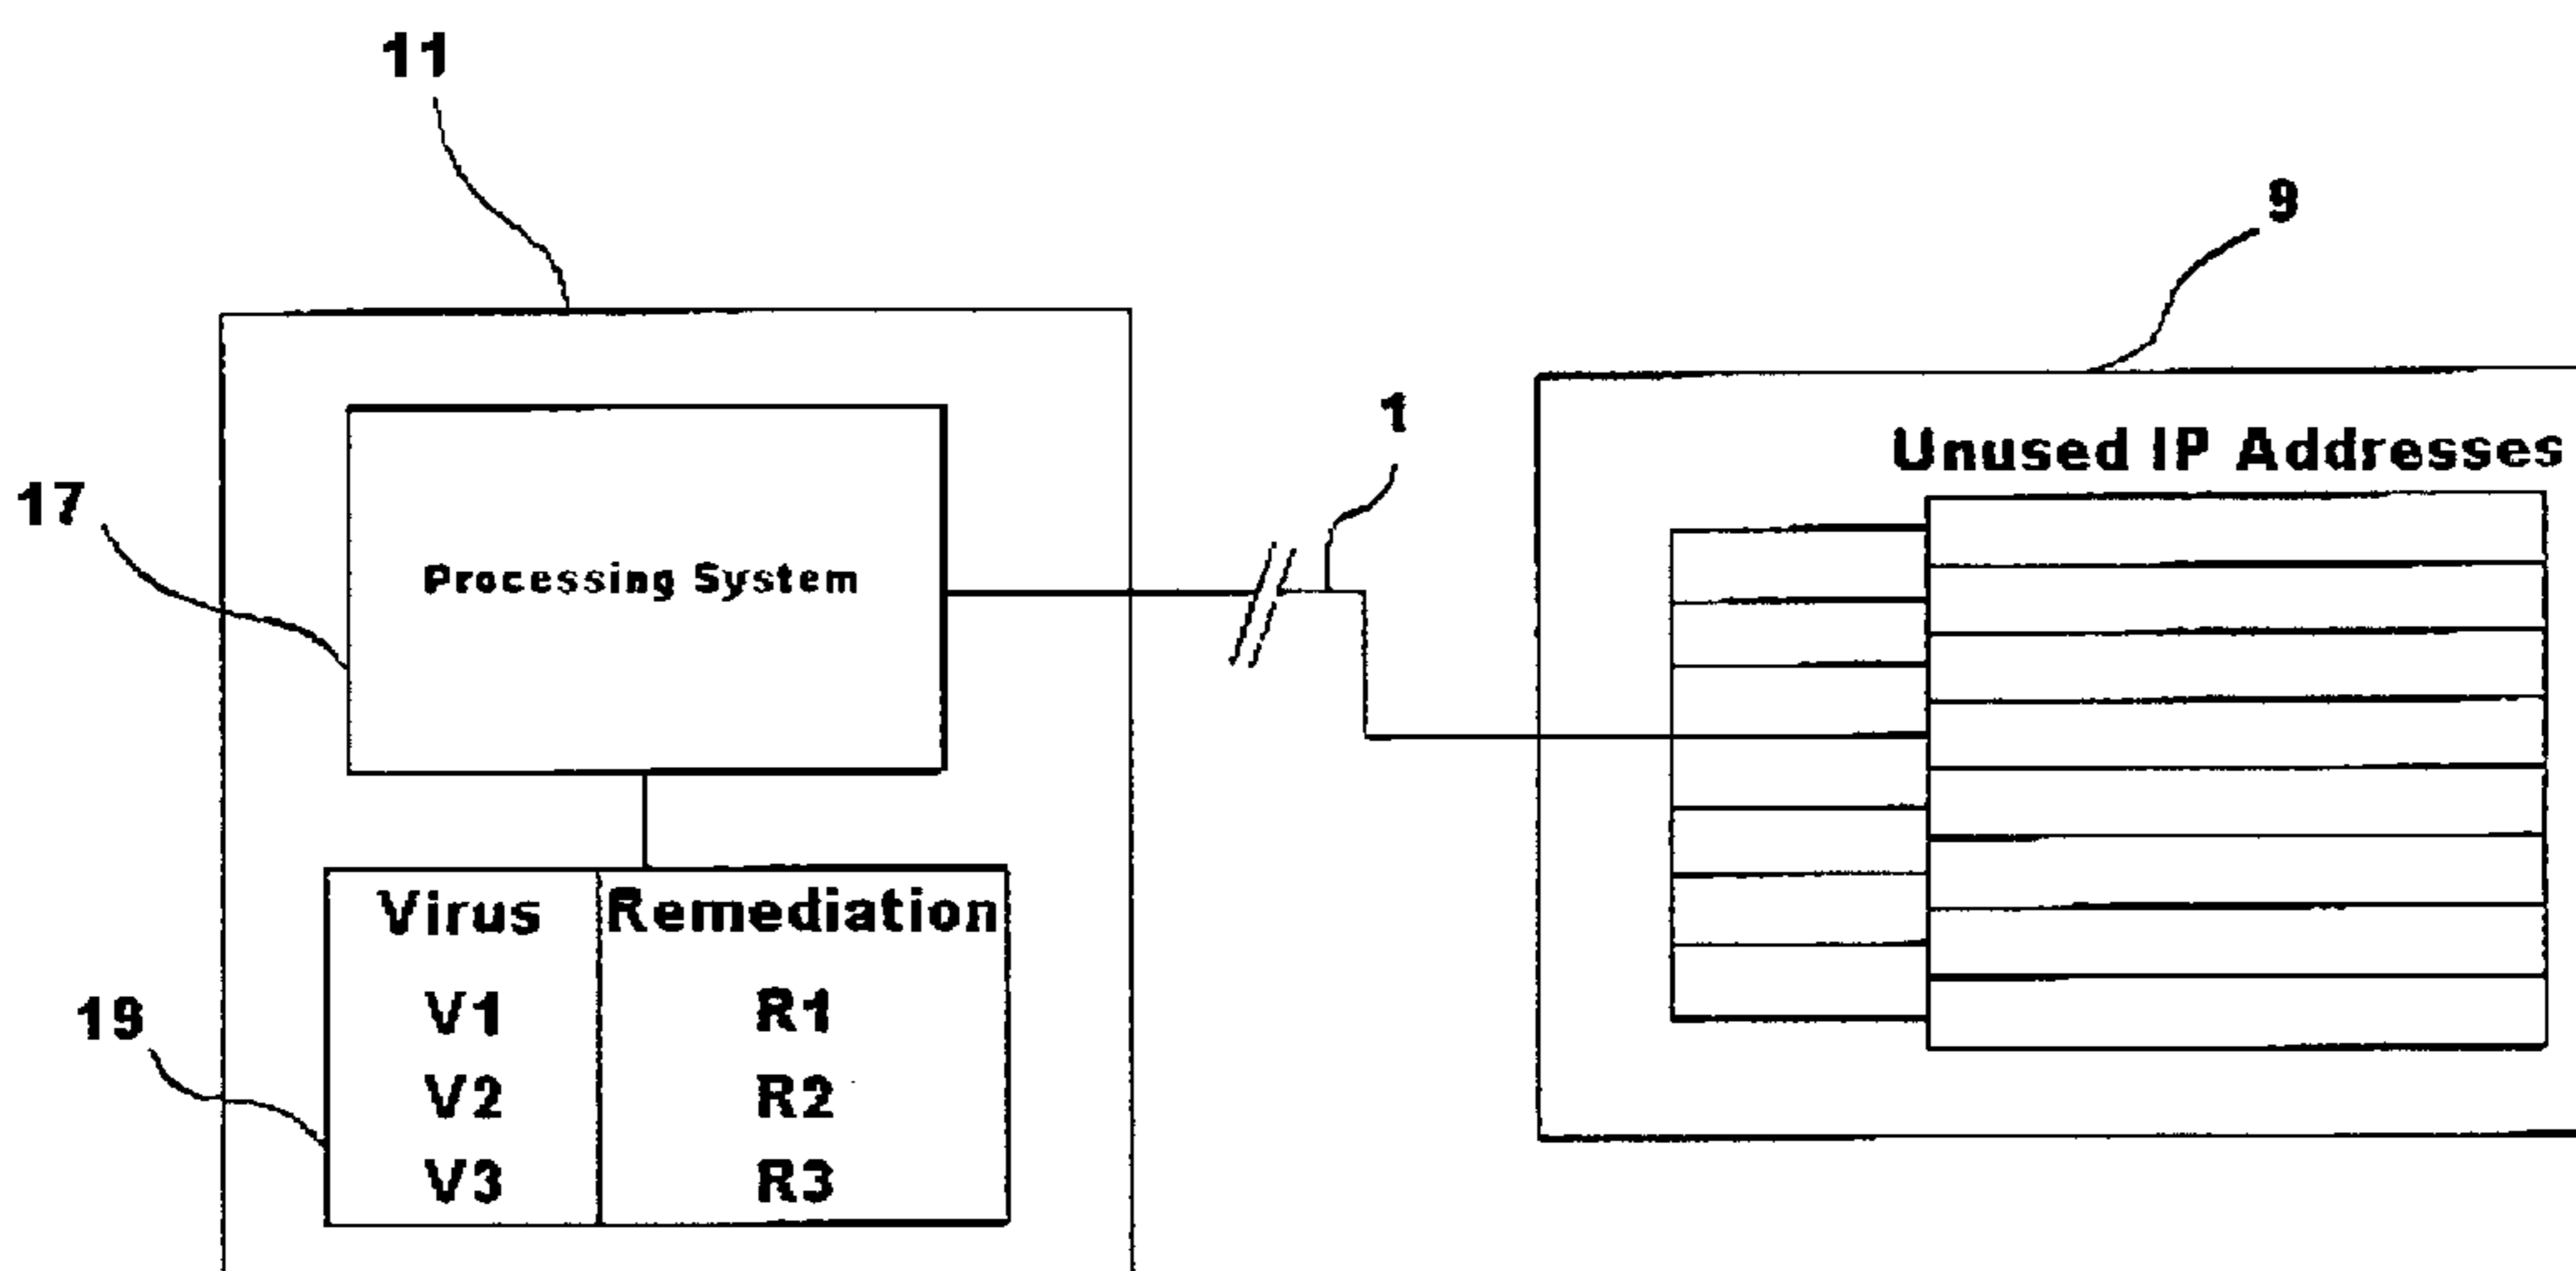 11
9
1
Unused IP Addresses
17
Processing System
Virus Remediation
19
V1 R1
V2 R2
V3 R3